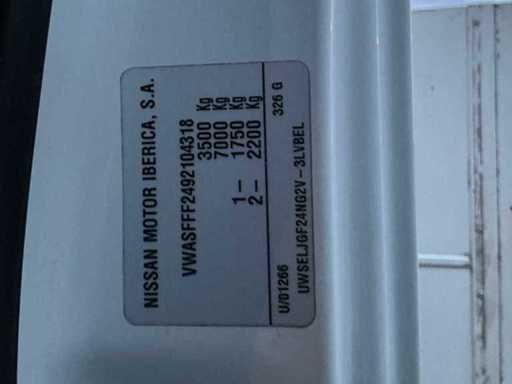 NISSAN MOTOR IBERICA, S.A.
VWASFFF2492104318
3500 Kg
7000 Kg
1 - 1750 Kg
2 - 2200 Kg
U/01266 326 G
UWSELJGF24NG2V-3LVBEL